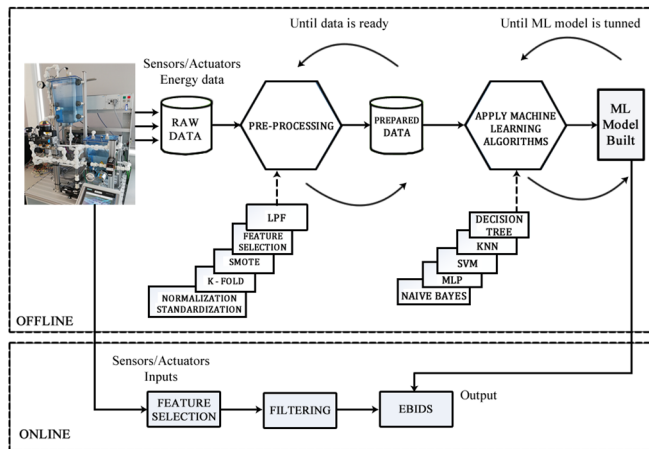 Until data is ready
Until ML model is tunned
Sensors/Actuators
Energy data
RAW
DATA
PRE-PROCESSING
PREPARED
DATA
APPLY MACHINE
LEARNING
ALGORITHMS
ML
Model
Built
LPF
FEATURE
SELECTION
SMOTE
K - FOLD
NORMALIZATION
STANDARDIZATION
DECISION
TREE
KNN
SVM
MLP
NAIVE BAYES
OFFLINE
Sensors/Actuators
Inputs
FEATURE
SELECTION
FILTERING
EBIDS
Output
ONLINE